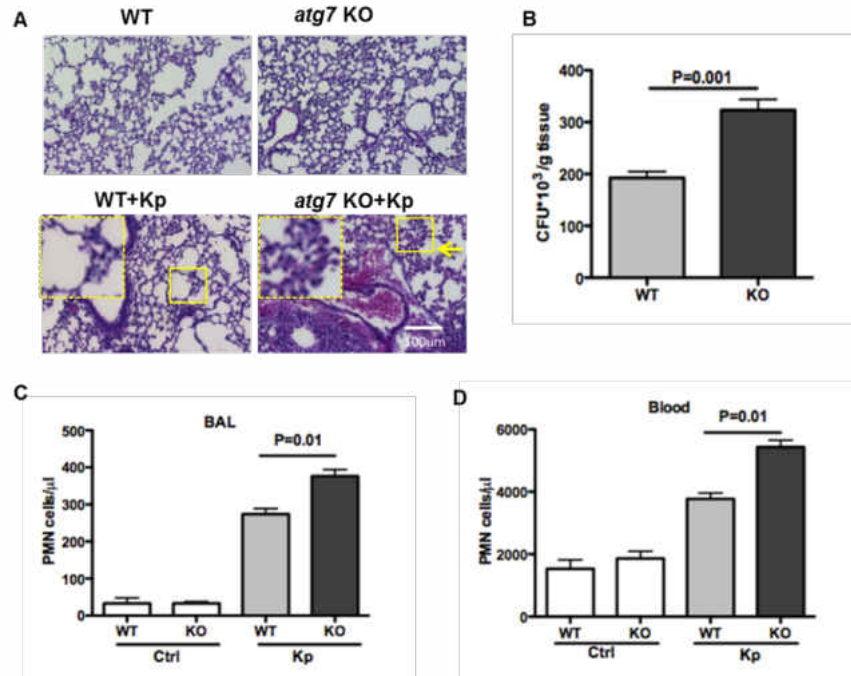 A
WT
atg7 KO
WT+Kp
atg7 KO+Kp
100um
B
CFU*10³/g tissue
400
300
200
100
0
P=0.001
WT
KO
C
BAL
PMN cells/µl
500
400
300
200
100
0
P=0.01
WT
KO
WT
KO
Ctrl
Kp
D
Blood
PMN cells/µl
6000
4000
2000
0
P=0.01
WT
KO
WT
KO
Ctrl
Kp